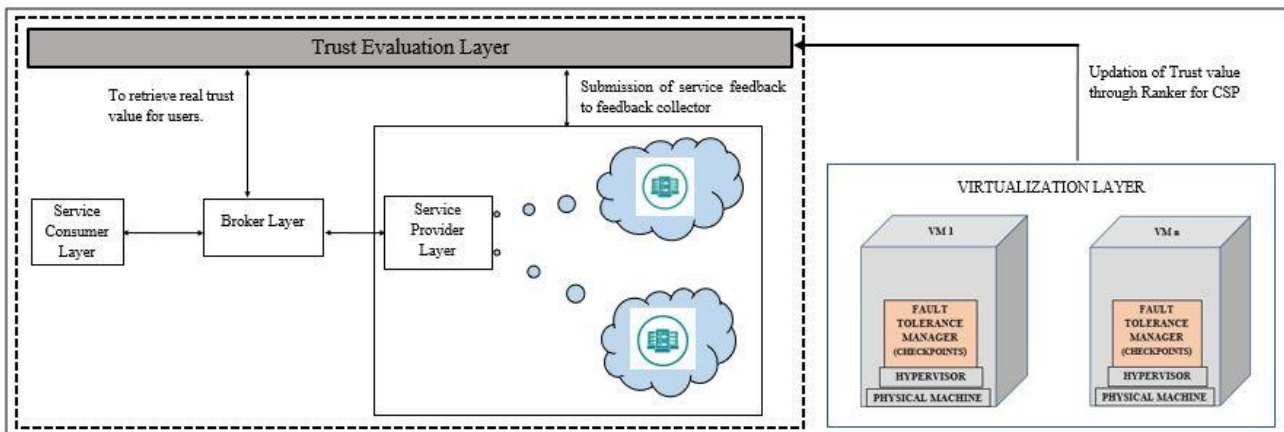 Trust Evaluation Layer
To retrieve real trust
value for users.
Submission of service feedback
to feedback collector
Updation of Trust value
through Ranker for CSP
Service
Consumer
Layer
Broker Layer
Service
Provider
Layer
VIRTUALIZATION LAYER
VM 1
FAULT
TOLERANCE
MANAGER
(CHECKPOINTS)
HYPERVISOR
PHYSICAL MACHINE
VM n
FAULT
TOLERANCE
MANAGER
(CHECKPOINTS)
HYPERVISOR
PHYSICAL MACHINE